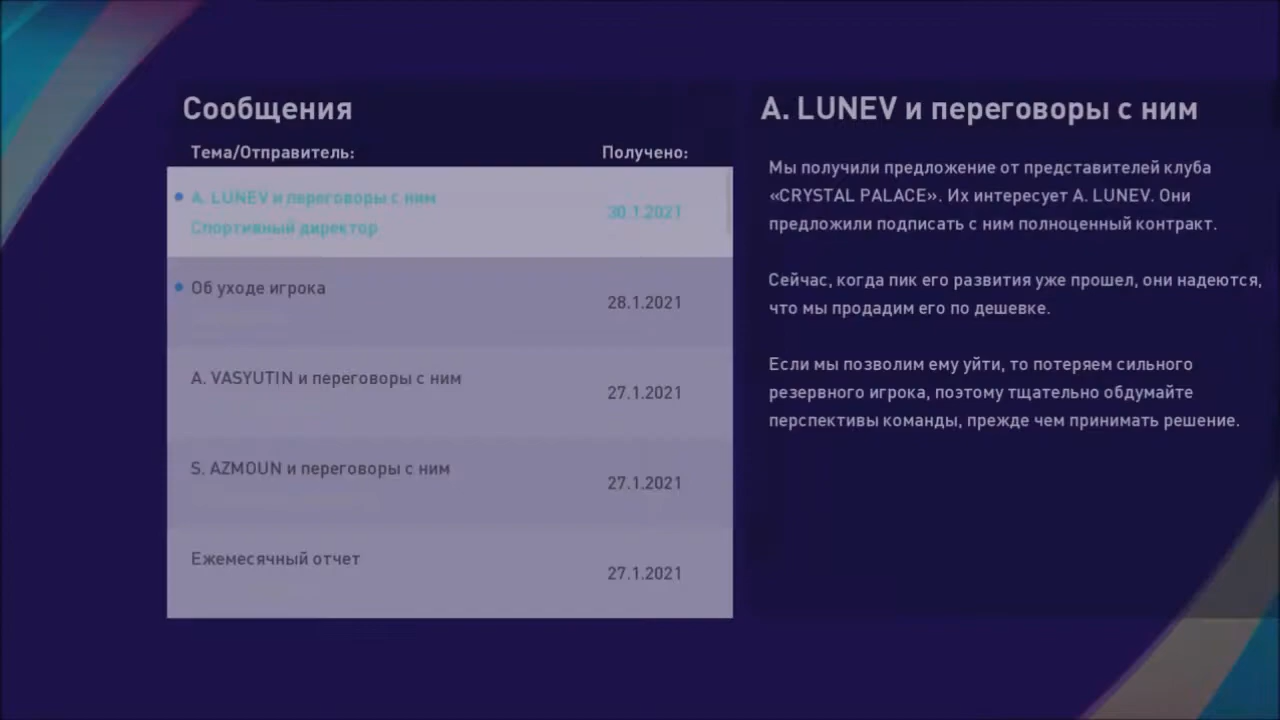 Сообщения
Тема/Отправитель:
Получено:
A. LUNEV и переговоры с ним
Спортивный директор
30.1.2021
Об уходе игрока
28.1.2021
A. VASYUTIN и переговоры с ним
27.1.2021
S. AZMOUN и переговоры с ним
27.1.2021
Ежемесячный отчет
27.1.2021
A. LUNEV и переговоры с ним
Мы получили предложение от представителей клуба
«CRYSTAL PALACE». Их интересует A. LUNEV. Они
предложили подписать с ним полноценный контракт.
Сейчас, когда пик его развития уже прошел, они надеются,
что мы продадим его по дешевке.
Если мы позволим ему уйти, то потеряем сильного
резервного игрока, поэтому тщательно обдумайте
перспективы команды, прежде чем принимать решение.